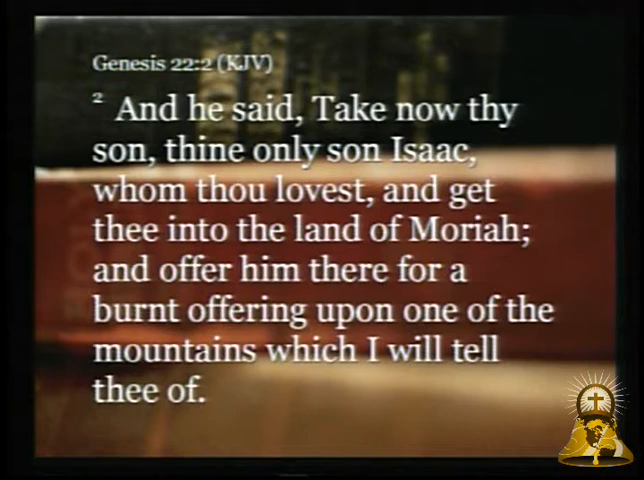 Genesis 22:2 (KJV)
2 And he said, Take now thy
son, thine only son Isaac,
whom thou lovest, and get
thee into the land of Moriah;
and offer him there for a
burnt offering upon one of the
mountains which I will tell
thee of.